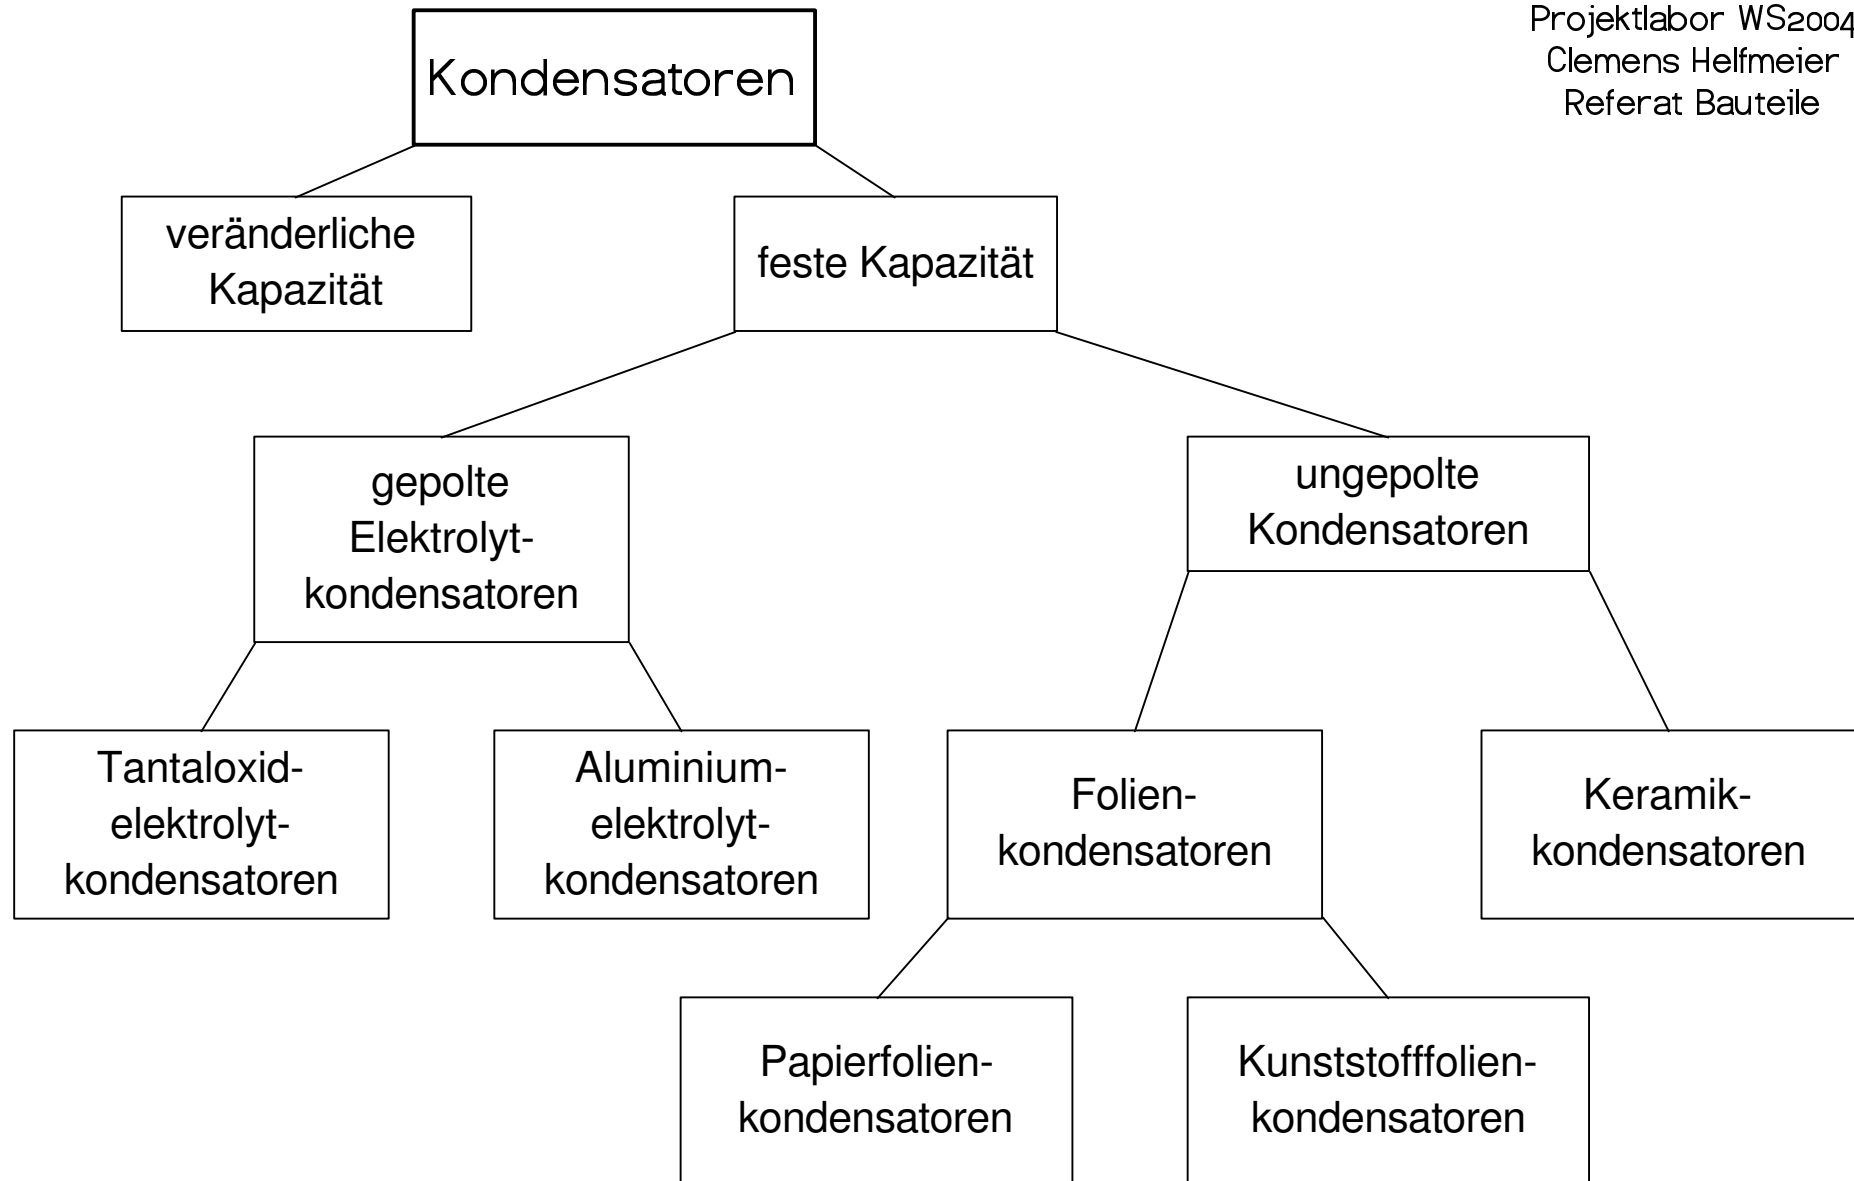 Projektlabor WS2004
Clemens Helfmeier
Referat Bauteile
Kondensatoren
veränderliche
Kapazität
feste Kapazität
gepolte
Elektrolyt-
kondensatoren
ungepolte
Kondensatoren
Tantaloxid-
elektrolyt-
kondensatoren
Aluminium-
elektrolyt-
kondensatoren
Folien-
kondensatoren
Keramik-
kondensatoren
Papierfolien-
kondensatoren
Kunststofffolien-
kondensatoren